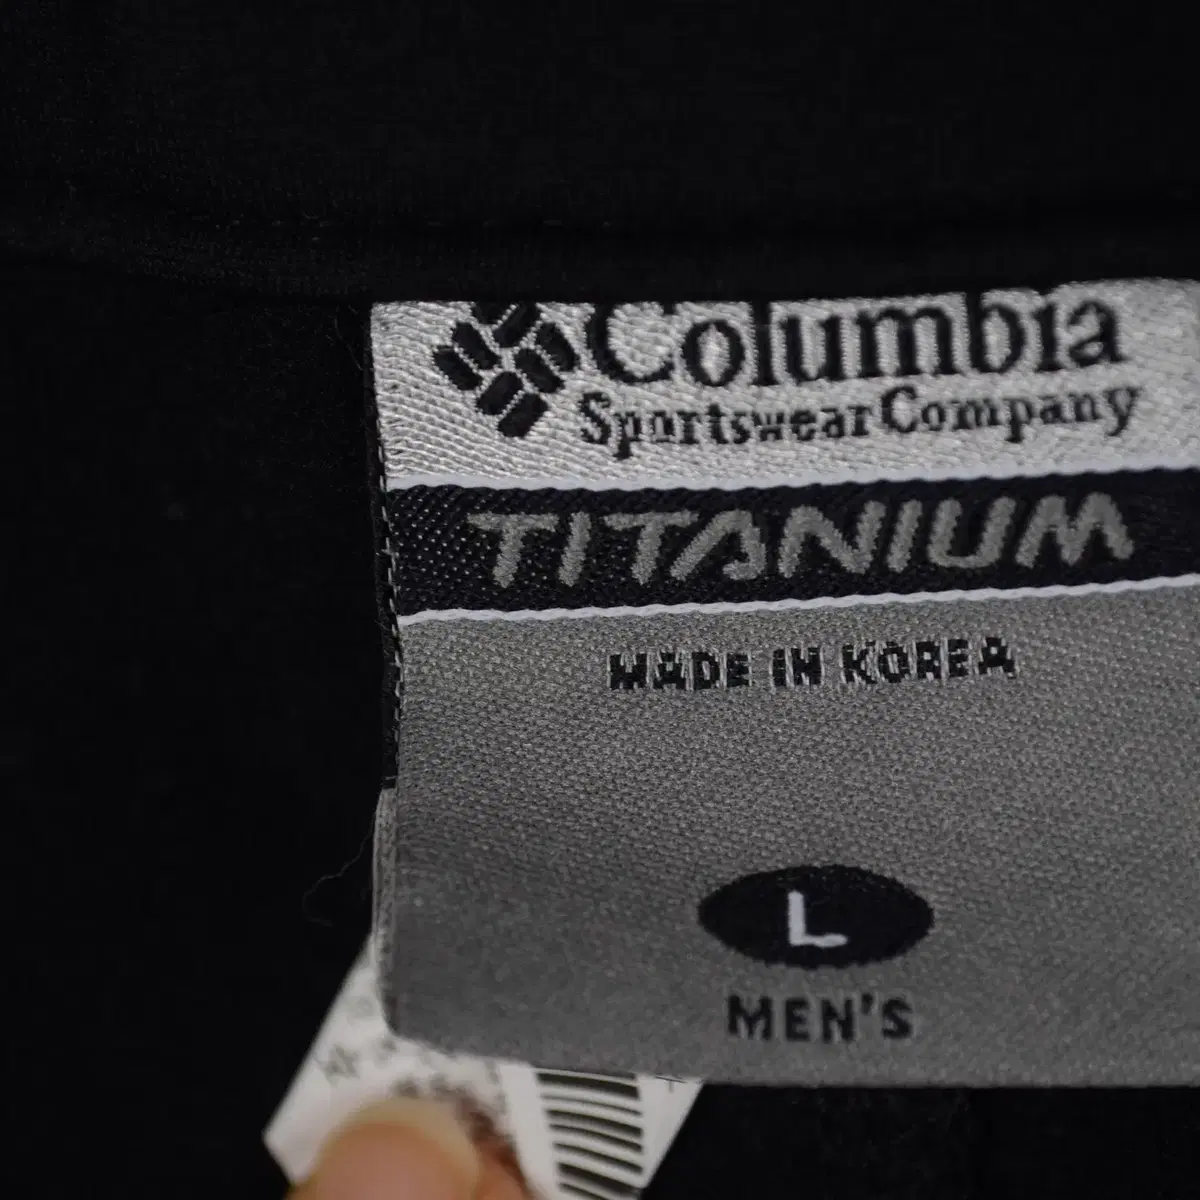 Columbia
Sportswear Company
TITANIUM
MADE IN KOREA
L
MEN'S